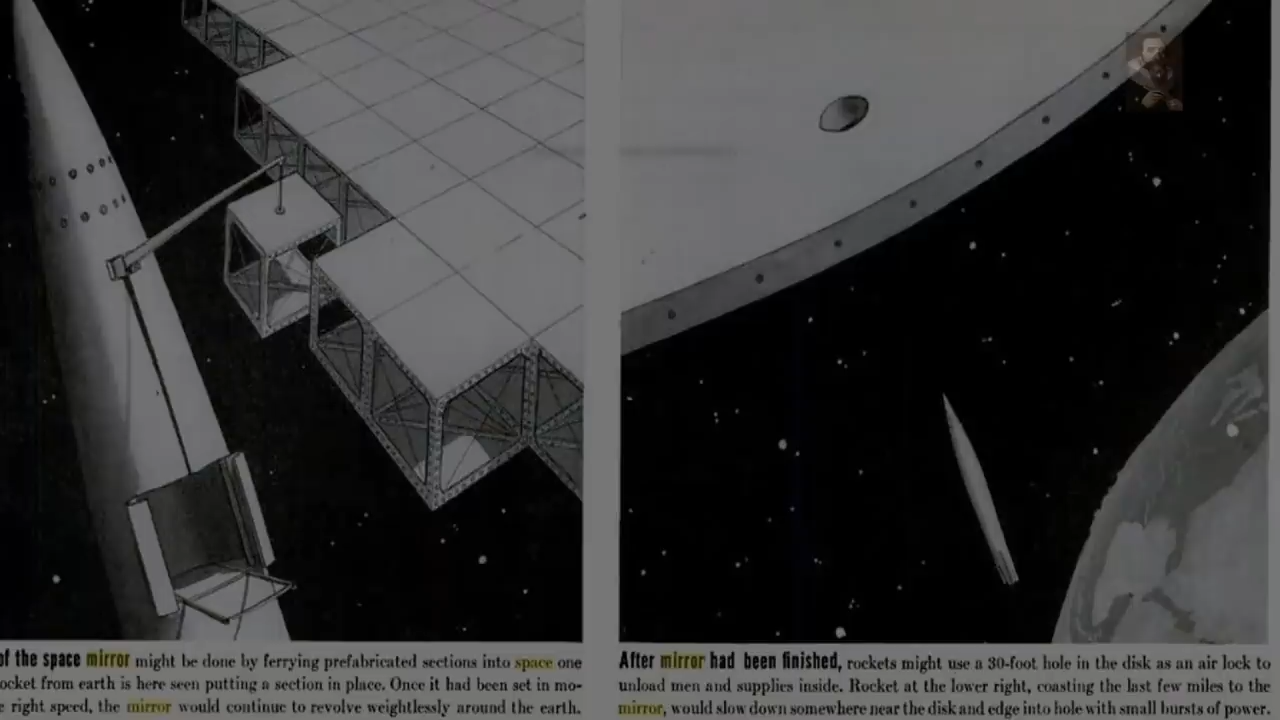 of the space mirror might be done by ferrying prefabricated sections into space one
ocket from earth is here seen putting a section in place. Once it had been set in mo-
e right speed, the mirror would continue to revolve weightlessly around the earth.
After mirror had been finished, rockets might use a 30-foot hole in the disk as an air lock to
unload men and supplies inside. Rocket at the lower right, coasting the last few miles to the
mirror, would slow down somewhere near the disk and edge into hole with small bursts of power.